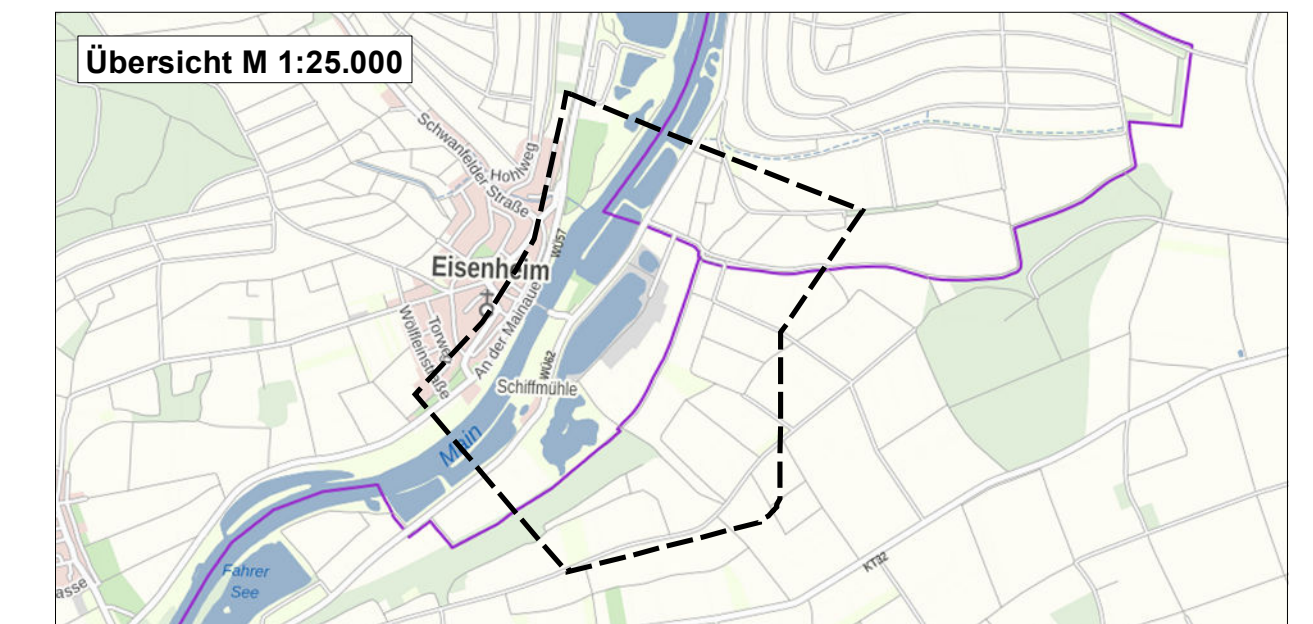 Übersicht M 1:25.000
Schwanfelder Straße
Hohlweg
WÜ57
Eisenheim
An der Mainaue
Torweg
Wölfleinstraße
WÜ62
Schiffmühle
Main
KT32
Fahrer
See
asse